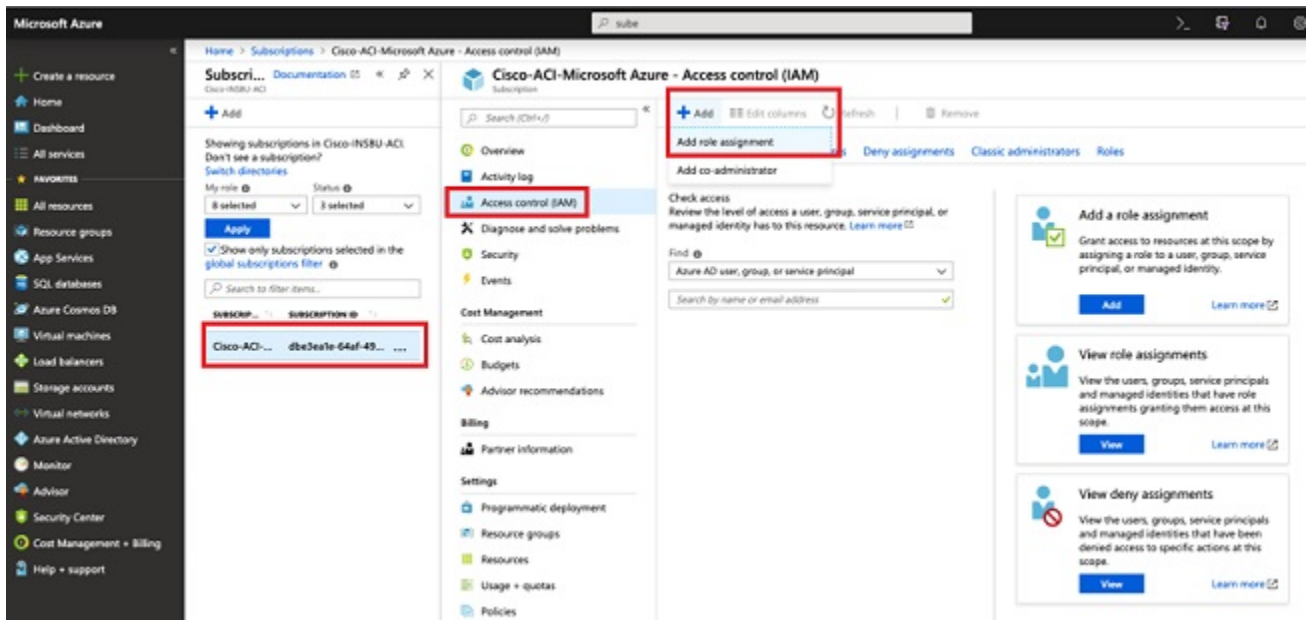 Microsoft Azure
sube
Create a resource
Home
Dashboard
All services
FAVORITES
All resources
Resource groups
App Services
SQL databases
Azure Cosmos DB
Virtual machines
Load balancers
Storage accounts
Virtual networks
Azure Active Directory
Monitor
Advisor
Security Center
Cost Management + Billing
Help + support
Home > Subscriptions > Cisco-ACI-Microsoft Azure - Access control (IAM)
Subscri... Documentation
Cisco-INSBU-ACI
Add
Showing subscriptions in Cisco-INSBU-ACI.
Don't see a subscription?
Switch directories
My role Status
8 selected 3 selected
Apply
Show only subscriptions selected in the
global subscriptions filter
Search to filter items...
SUBSCRIP... SUBSCRIPTION ID
Cisco-ACI-... dbe3ea1e-64af-49... ...
Cisco-ACI-Microsoft Azure - Access control (IAM)
Subscription
Search (Ctrl+/)
Overview
Activity log
Access control (IAM)
Diagnose and solve problems
Security
Events
Cost Management
Cost analysis
Budgets
Advisor recommendations
Billing
Partner information
Settings
Programmatic deployment
Resource groups
Resources
Usage + quotas
Policies
Add Edit columns Refresh Remove
Add role assignment
Add co-administrator
Deny assignments Classic administrators Roles
Check access
Review the level of access a user, group, service principal, or
managed identity has to this resource. Learn more
Find
Azure AD user, group, or service principal
Search by name or email address
Add a role assignment
Grant access to resources at this scope by
assigning a role to a user, group, service
principal, or managed identity.
Add Learn more
View role assignments
View the users, groups, service principals
and managed identities that have role
assignments granting them access at this
scope.
View Learn more
View deny assignments
View the users, groups, service principals
and managed identities that have been
denied access to specific actions at this
scope.
View Learn more